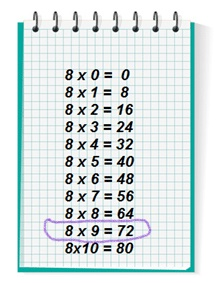 8 x 0 = 0
8 x 1 = 8
8 x 2 = 16
8 x 3 = 24
8 x 4 = 32
8 x 5 = 40
8 x 6 = 48
8 x 7 = 56
8 x 8 = 64
8 x 9 = 72
8x10 = 80